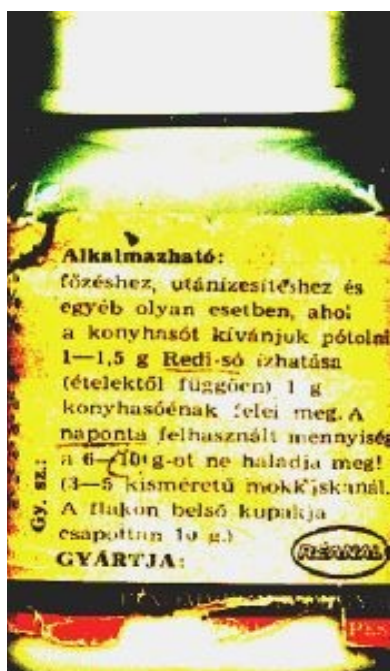 Alkalmazható:
főzéshez, utánízesítéshez és
egyéb olyan esetben, ahol
a konyhasót kívánjuk pótolni
1—1,5 g Redi-só ízhatása
(ételektől függően) 1 g
konyhasóénak felel meg. A
naponta felhasznált mennyiség
a 6—10 g-ot ne haladja meg!
(3—5 kisméretű mokkáskanál.
A flakon belső kupakja
csapottan 10 g.)
GYÁRTJA:
Gy. sz.:
REANAL